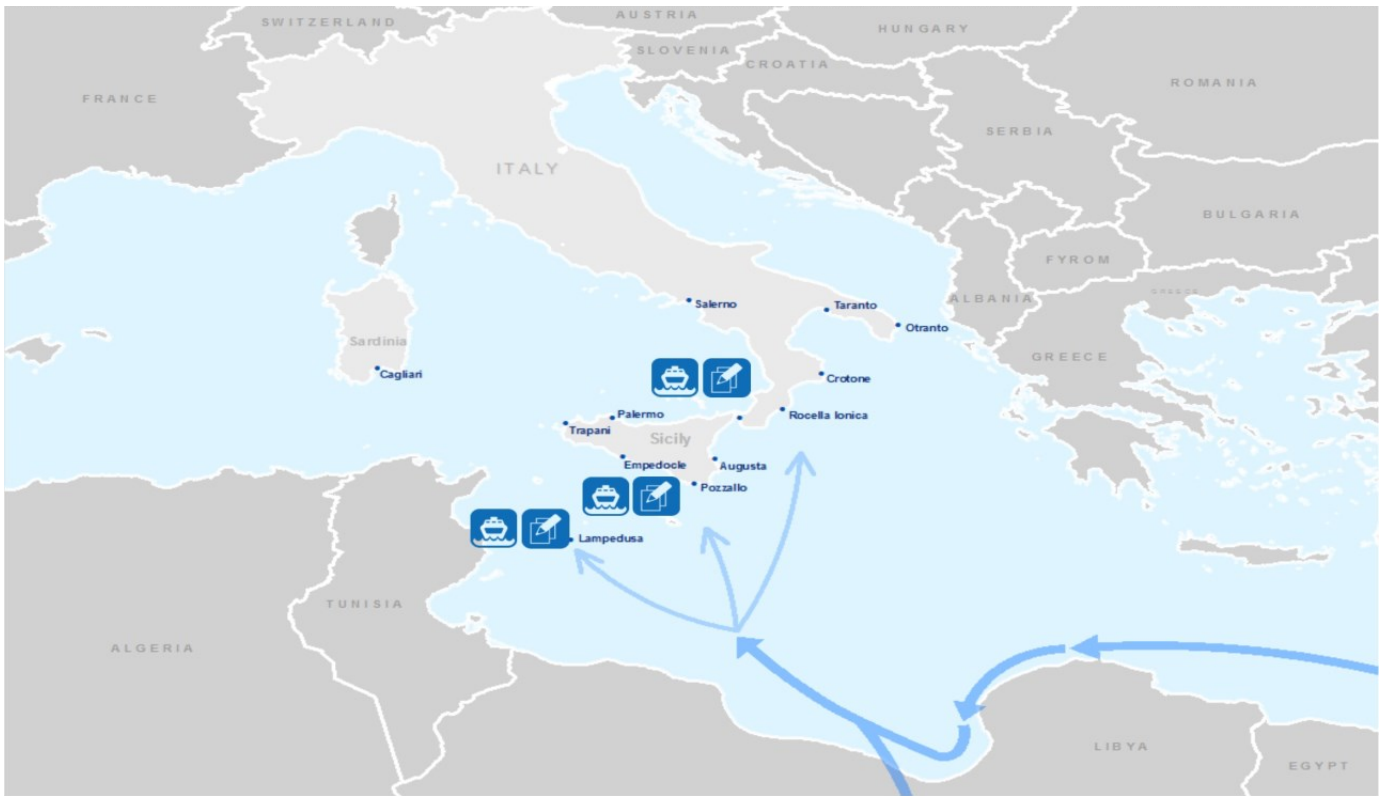 AUSTRIA
SWITZERLAND
HUNGARY
SLOVENIA
CROATIA
ROMANIA
FRANCE
SERBIA
ITALY
BULGARIA
FYROM
GREECE
ALBANIA
Salerno
Taranto
Otranto
Sardinia
GREECE
Cagliari
Crotone
Palermo
Rocella Ionica
Trapani
Sicily
Empedocle
Augusta
Pozzallo
Lampedusa
TUNISIA
ALGERIA
LIBYA
EGYPT